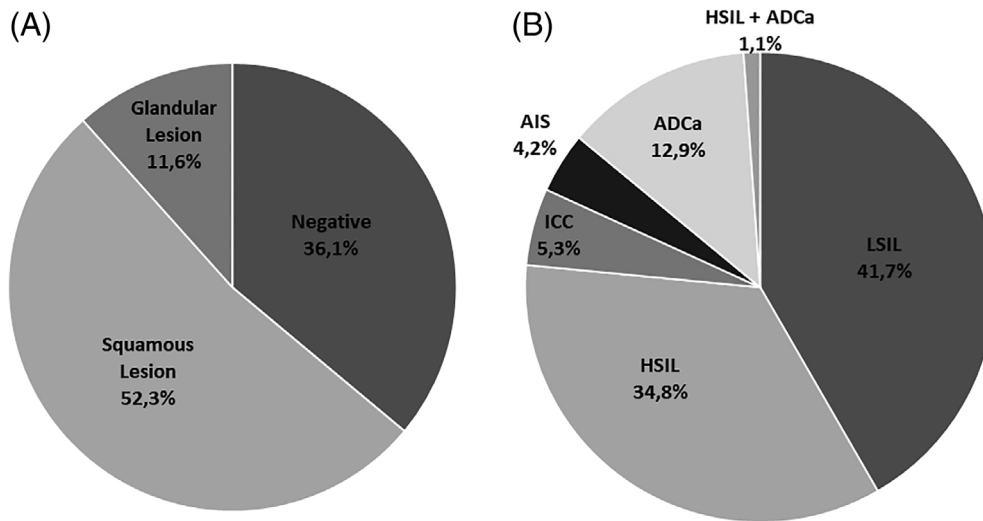 (A)
Glandular
Lesion
11,6%
Negative
36,1%
Squamous
Lesion
52,3%
(B)
HSIL + ADCa
1,1%
AIS
4,2%
ADCa
12,9%
ICC
5,3%
LSIL
41,7%
HSIL
34,8%